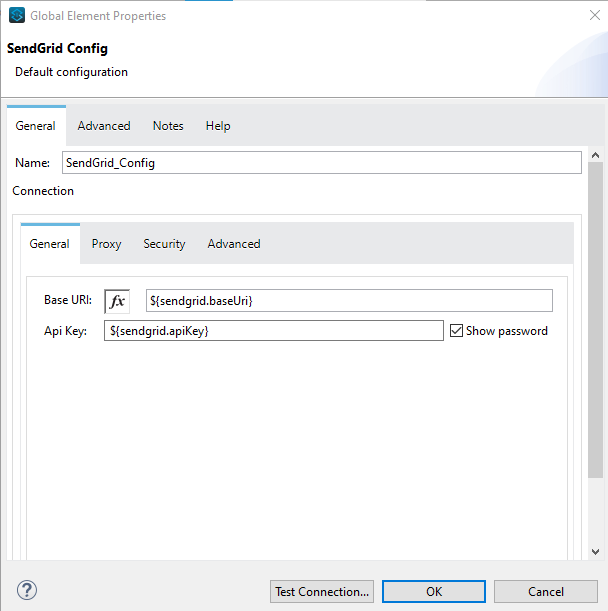 Global Element Properties
SendGrid Config
Default configuration
General Advanced Notes Help
Name: SendGrid_Config
Connection
General Proxy Security Advanced
Base URI: fx ${sendgrid.baseUri}
Api Key: ${sendgrid.apiKey} Show password
? Test Connection... OK Cancel